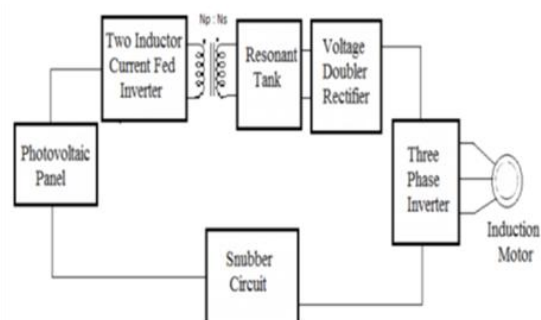 Np : Ns
Two Inductor
Current Fed
Inverter
Resonant
Tank
Voltage
Doubler
Rectifier
Photovoltaic
Panel
Three
Phase
Inverter
Induction
Motor
Snubber
Circuit